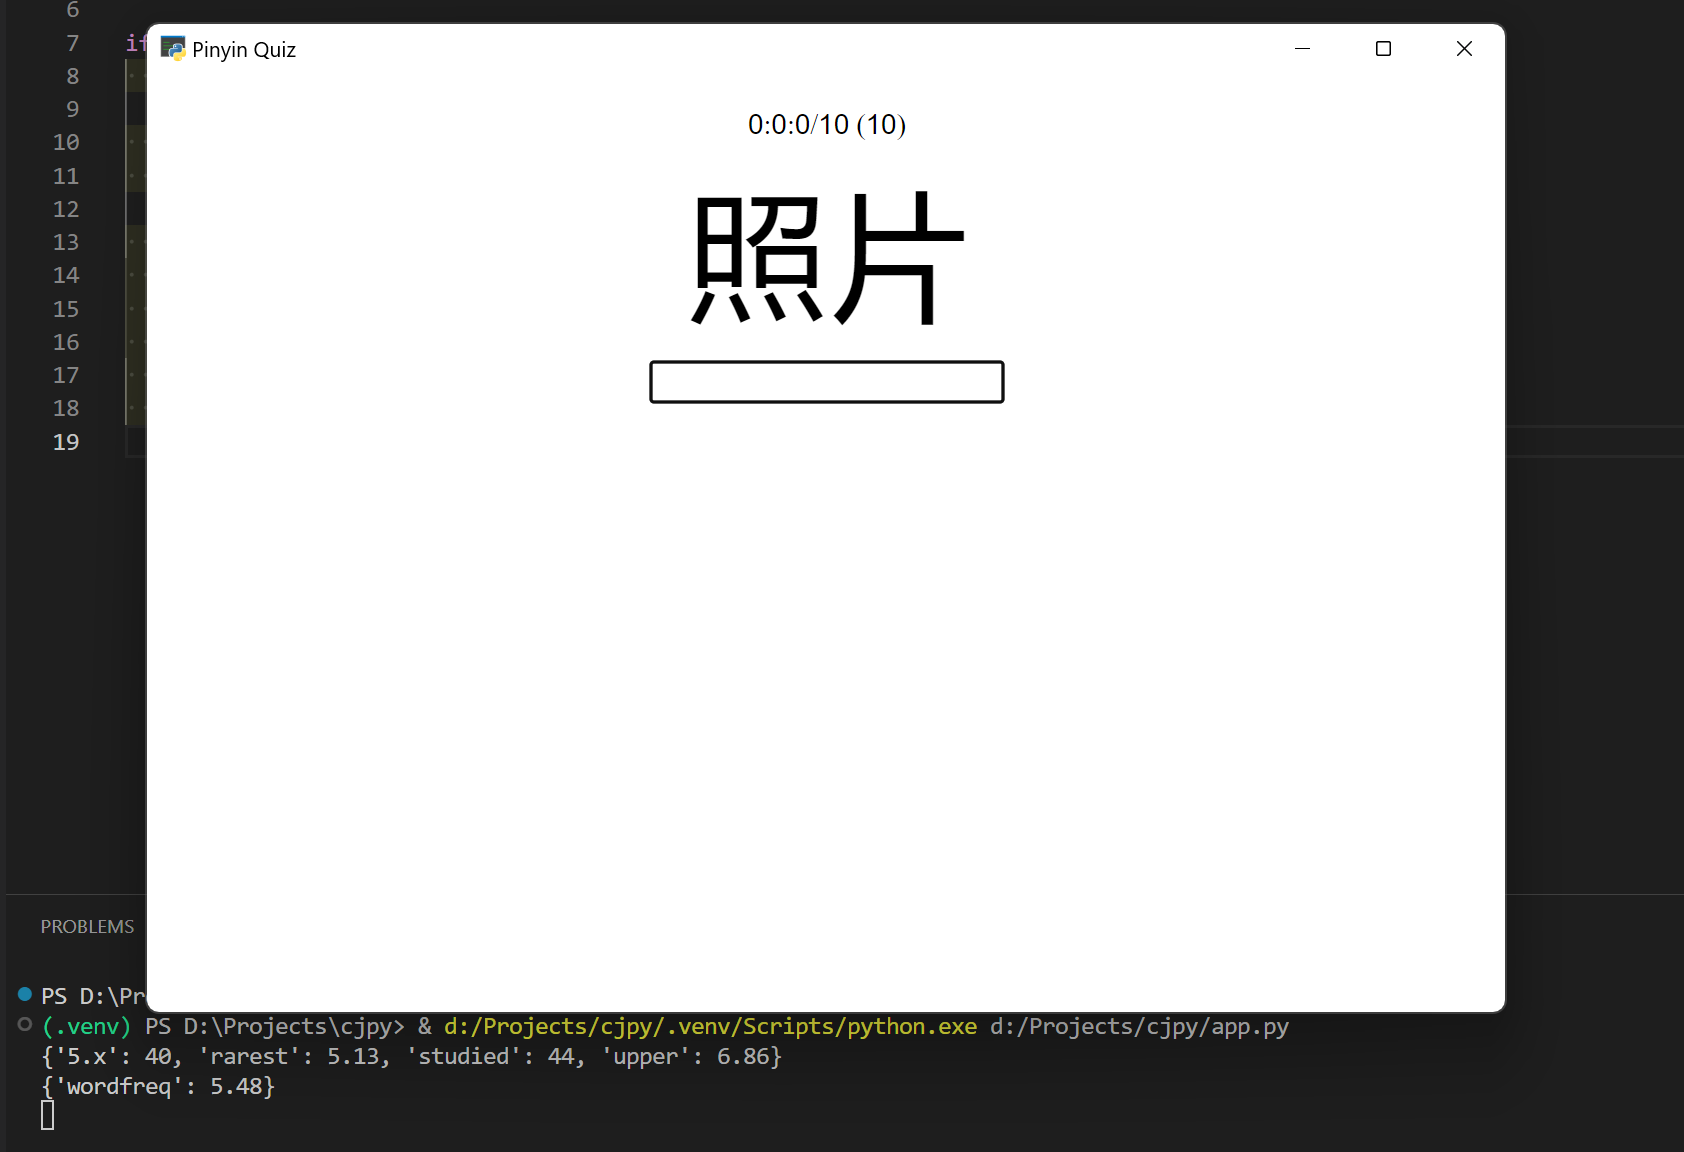 6
7 if
8
9
10
11
12
13
14
15
16
17
18
19
Pinyin Quiz
0:0:0/10 (10)
照片
PROBLEMS
PS D:\Pr
(.venv) PS D:\Projects\cjpy> & d:/Projects/cjpy/.venv/Scripts/python.exe d:/Projects/cjpy/app.py
{'5.x': 40, 'rarest': 5.13, 'studied': 44, 'upper': 6.86}
{'wordfreq': 5.48}